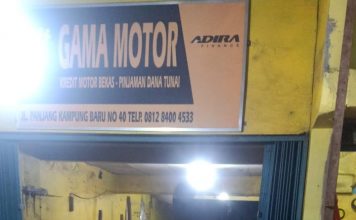 GAMA MOTOR
ADIRA
FINANCE
KREDIT MOTOR BEKAS - PINJAMAN DANA TUNAI
JL. PANJANG KAMPUNG BARU NO 40 TELP. 0812 8400 4533